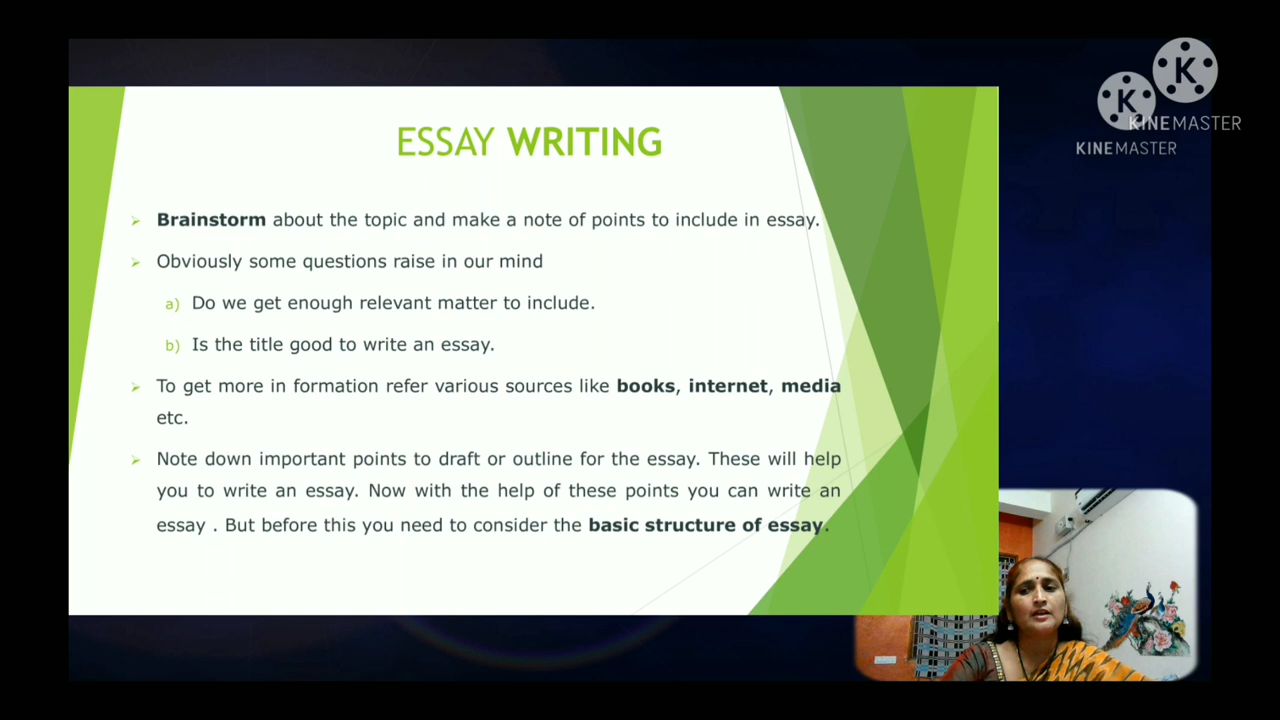 ESSAY WRITING
➢ Brainstorm about the topic and make a note of points to include in essay.
➢ Obviously some questions raise in our mind
a) Do we get enough relevant matter to include.
b) Is the title good to write an essay.
➢ To get more in formation refer various sources like books, internet, media
etc.
➢ Note down important points to draft or outline for the essay. These will help
you to write an essay. Now with the help of these points you can write an
essay . But before this you need to consider the basic structure of essay.
K
K
KINEMASTER
KINEMASTER